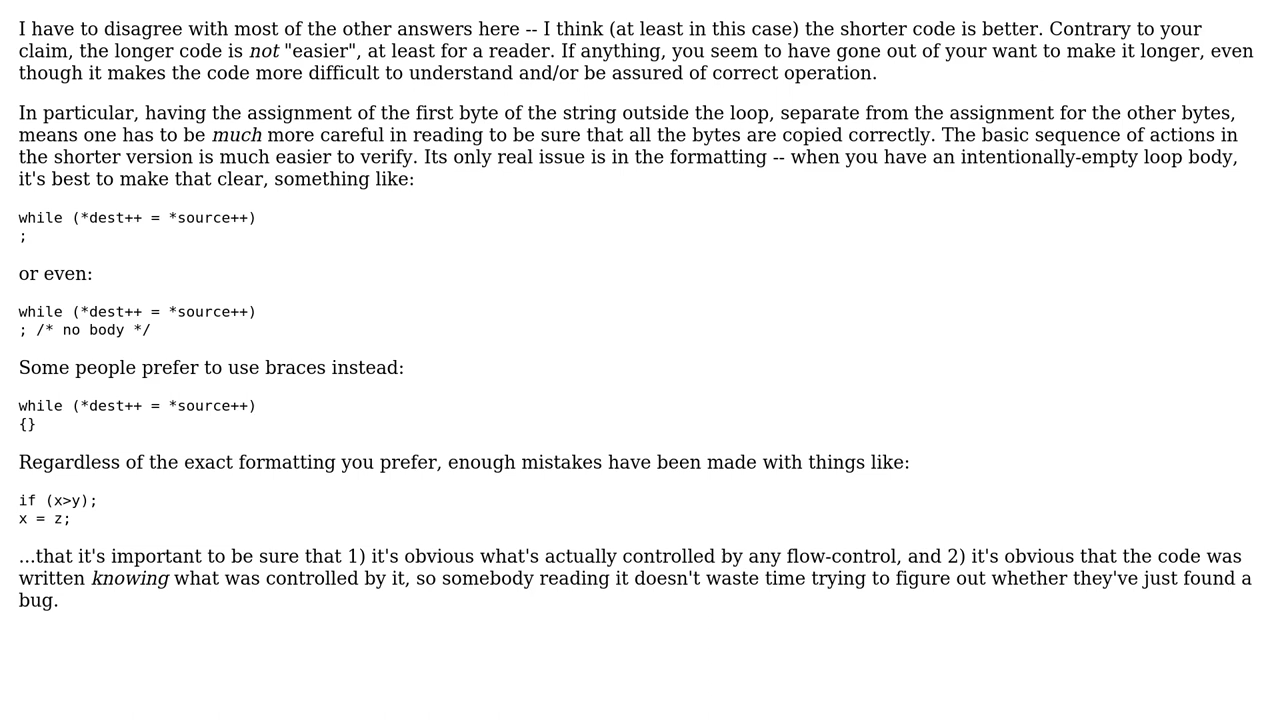 I have to disagree with most of the other answers here -- I think (at least in this case) the shorter code is better. Contrary to your
claim, the longer code is not "easier", at least for a reader. If anything, you seem to have gone out of your want to make it longer, even
though it makes the code more difficult to understand and/or be assured of correct operation.
In particular, having the assignment of the first byte of the string outside the loop, separate from the assignment for the other bytes,
means one has to be much more careful in reading to be sure that all the bytes are copied correctly. The basic sequence of actions in
the shorter version is much easier to verify. Its only real issue is in the formatting -- when you have an intentionally-empty loop body,
it's best to make that clear, something like:
while (*dest++ = *source++)
;
or even:
while (*dest++ = *source++)
; /* no body */
Some people prefer to use braces instead:
while (*dest++ = *source++)
{}
Regardless of the exact formatting you prefer, enough mistakes have been made with things like:
if (x>y);
x = z;
...that it's important to be sure that 1) it's obvious what's actually controlled by any flow-control, and 2) it's obvious that the code was
written knowing what was controlled by it, so somebody reading it doesn't waste time trying to figure out whether they've just found a
bug.